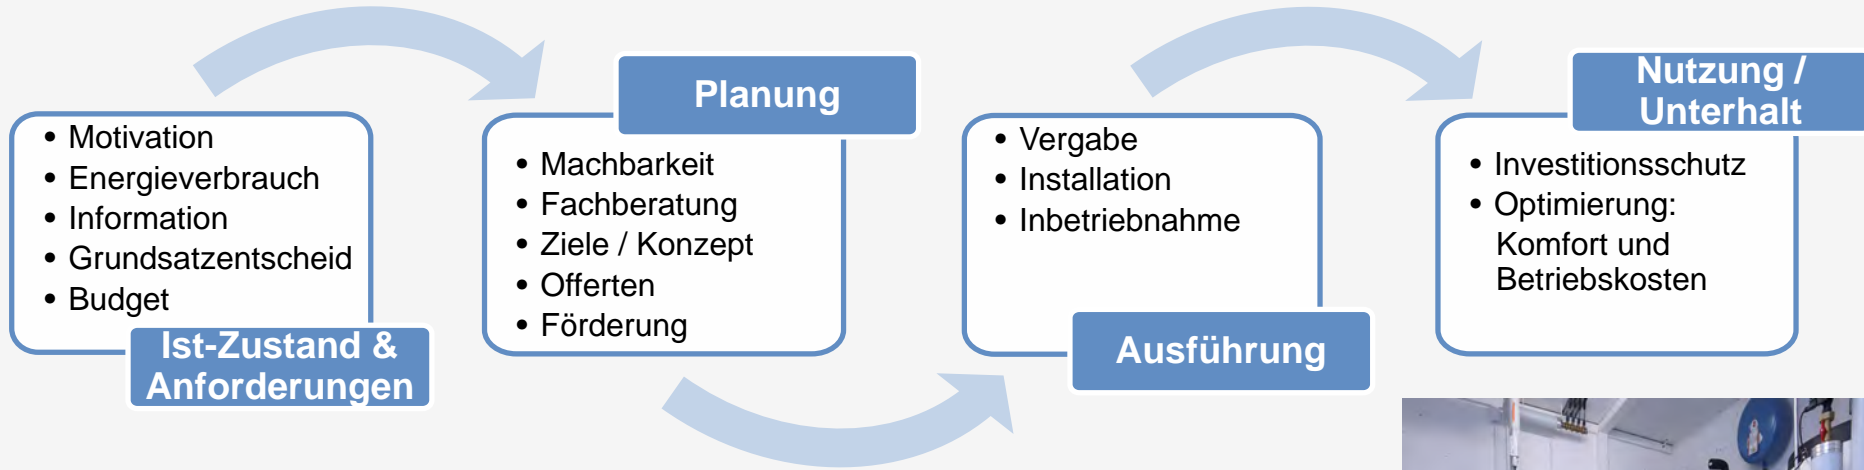 • Motivation
• Energieverbrauch
• Information
• Grundsatzentscheid
• Budget
Ist-Zustand &
Anforderungen
Planung
• Machbarkeit
• Fachberatung
• Ziele / Konzept
• Offerten
• Förderung
• Vergabe
• Installation
• Inbetriebnahme
Ausführung
Nutzung /
Unterhalt
• Investitionsschutz
• Optimierung:
Komfort und
Betriebskosten